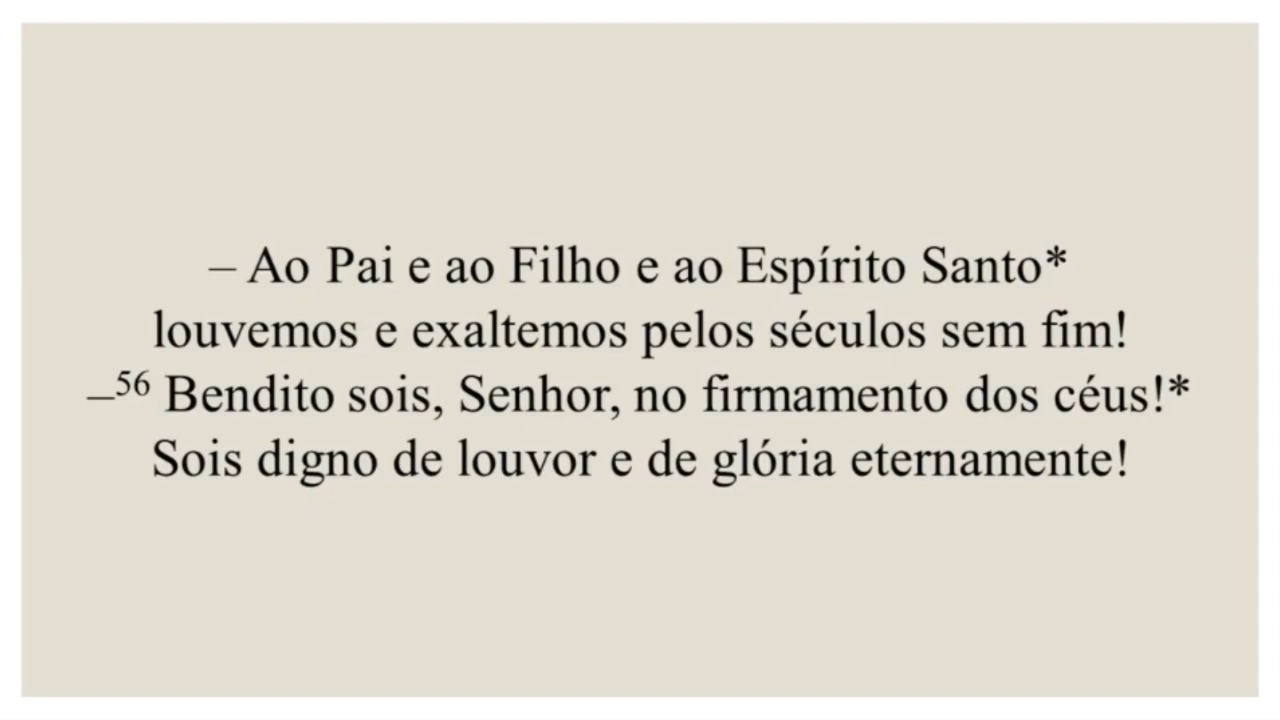 – Ao Pai e ao Filho e ao Espírito Santo*
louvemos e exaltemos pelos séculos sem fim!
–⁵⁶ Bendito sois, Senhor, no firmamento dos céus!*
Sois digno de louvor e de glória eternamente!